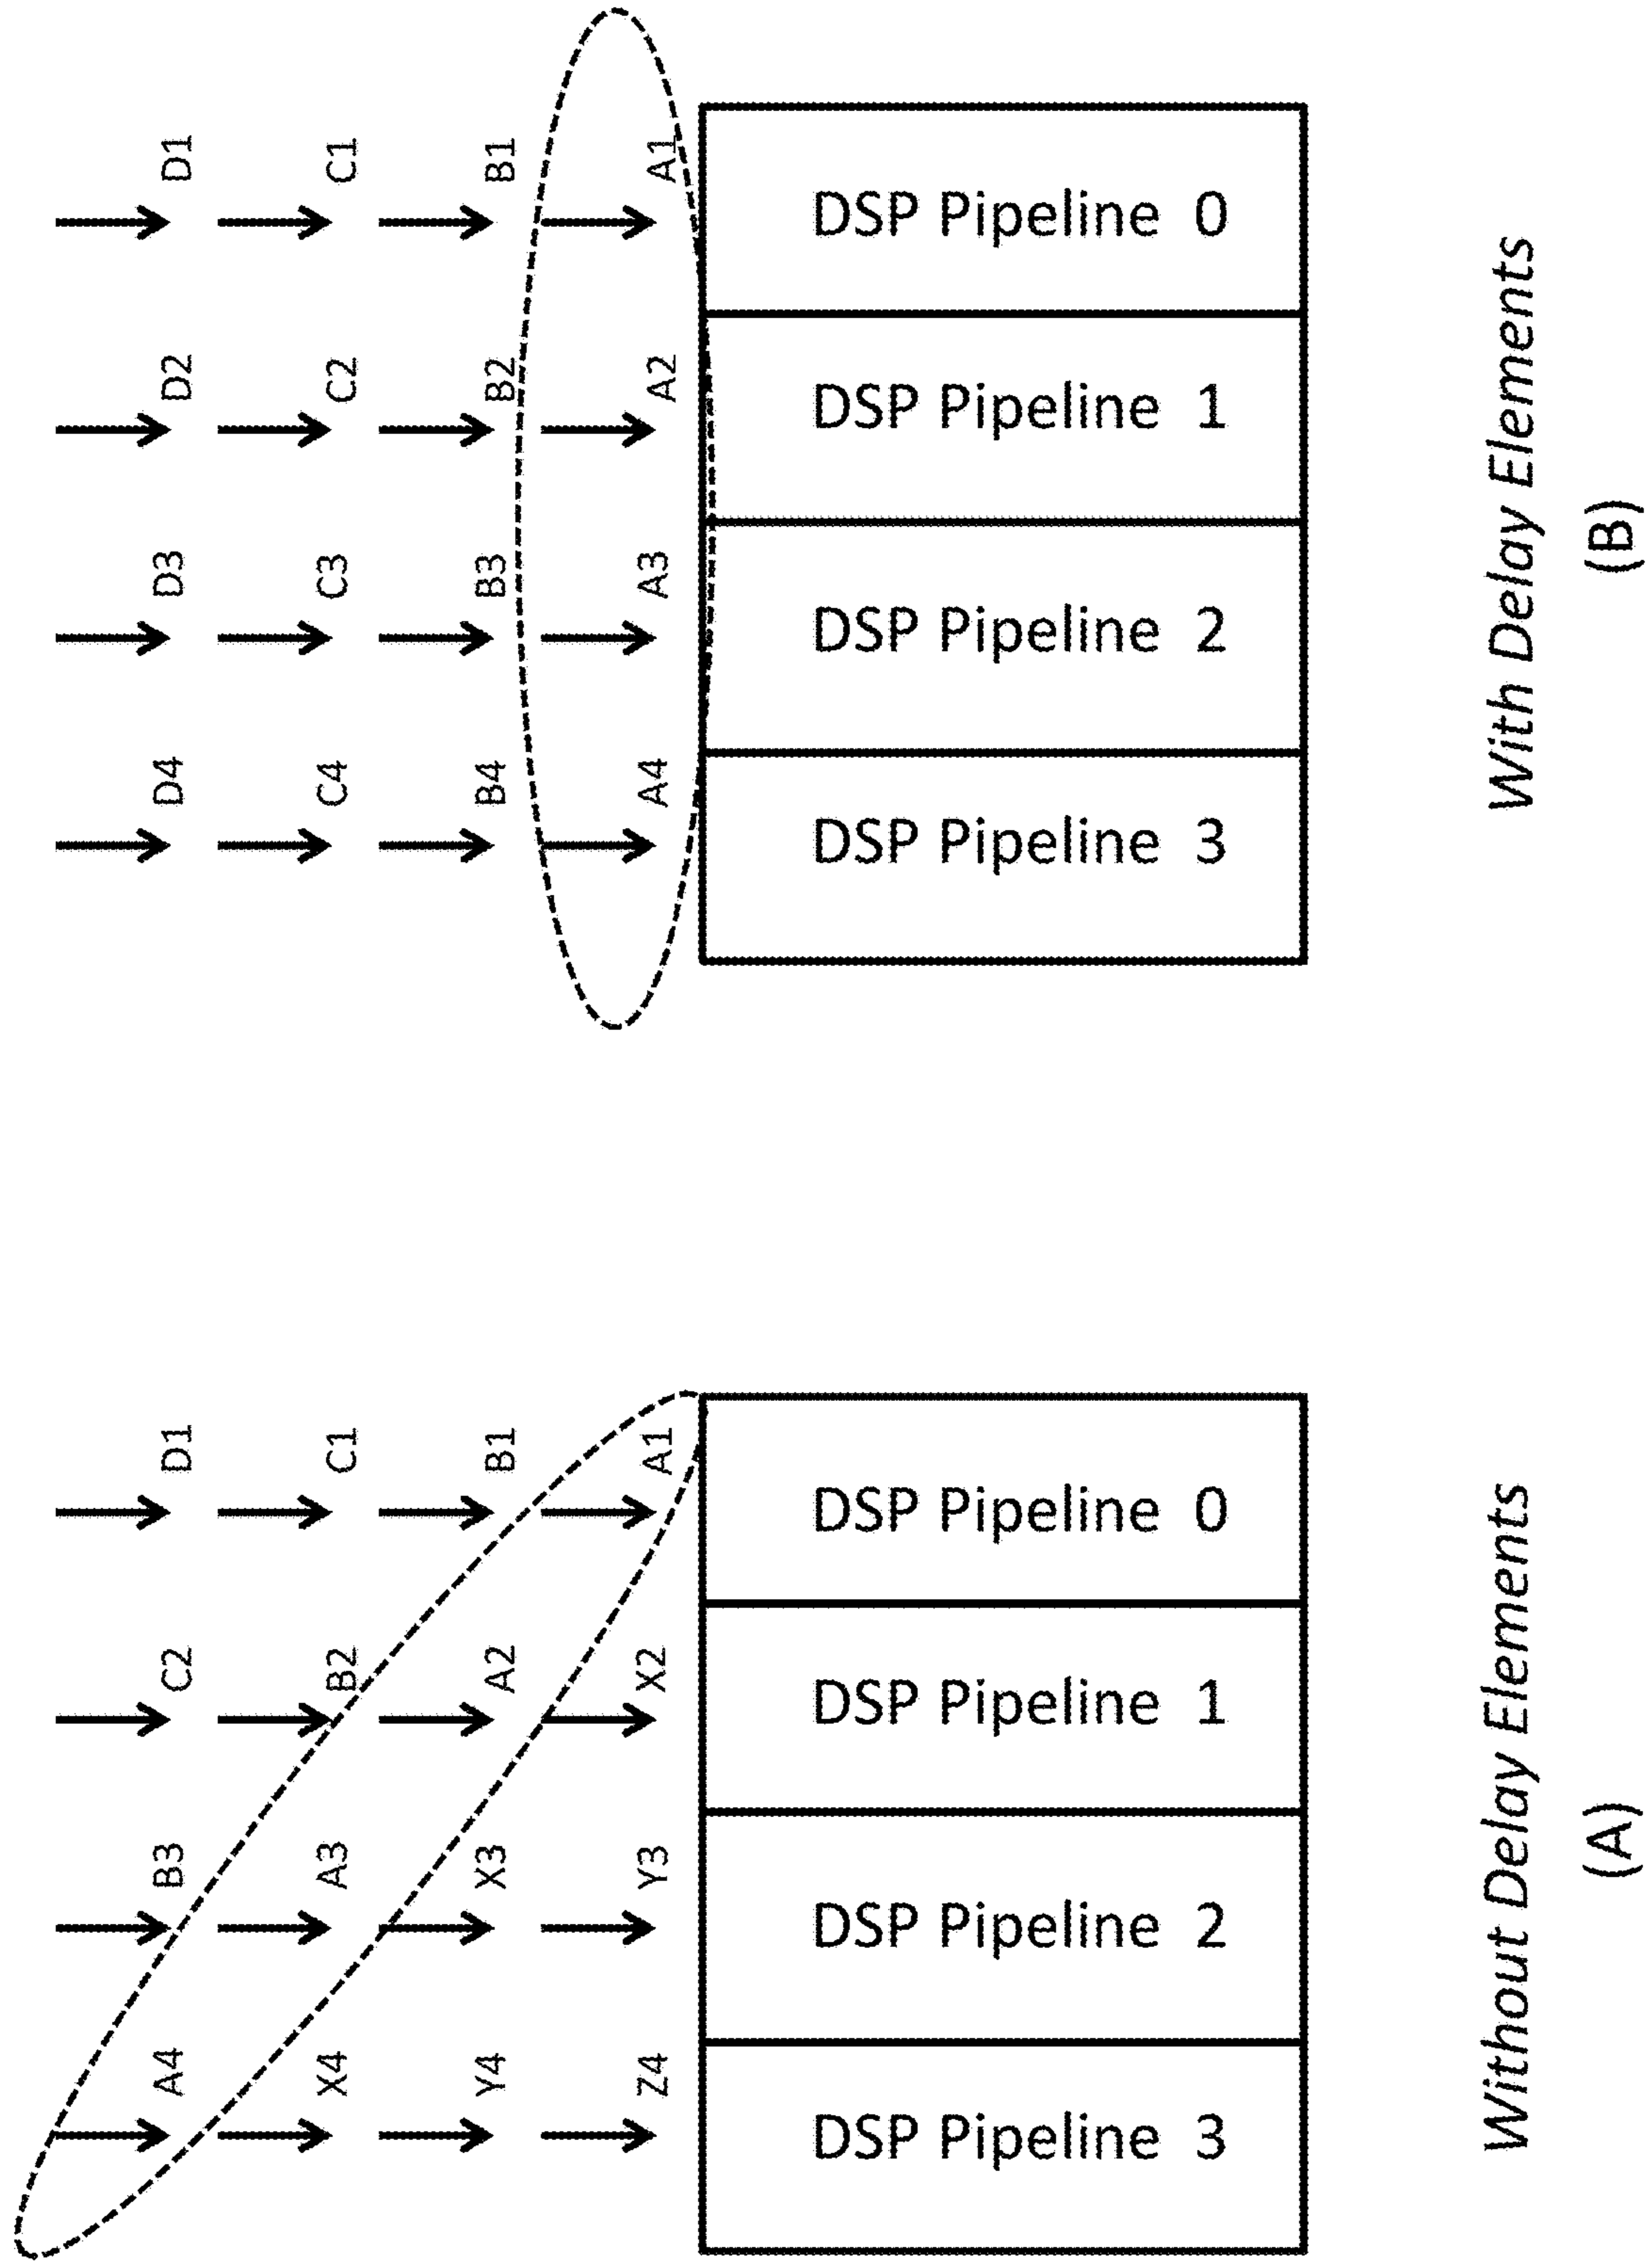 A4 B3 C2 D1
X4 A3 B2 C1
Y4 X3 A2 B1
Z4 Y3 X2 A1
DSP Pipeline 3
DSP Pipeline 2
DSP Pipeline 1
DSP Pipeline 0
Without Delay Elements
(A)
D4 D3 D2 D1
C4 C3 C2 C1
B4 B3 B2 B1
A4 A3 A2 A1
DSP Pipeline 3
DSP Pipeline 2
DSP Pipeline 1
DSP Pipeline 0
With Delay Elements
(B)